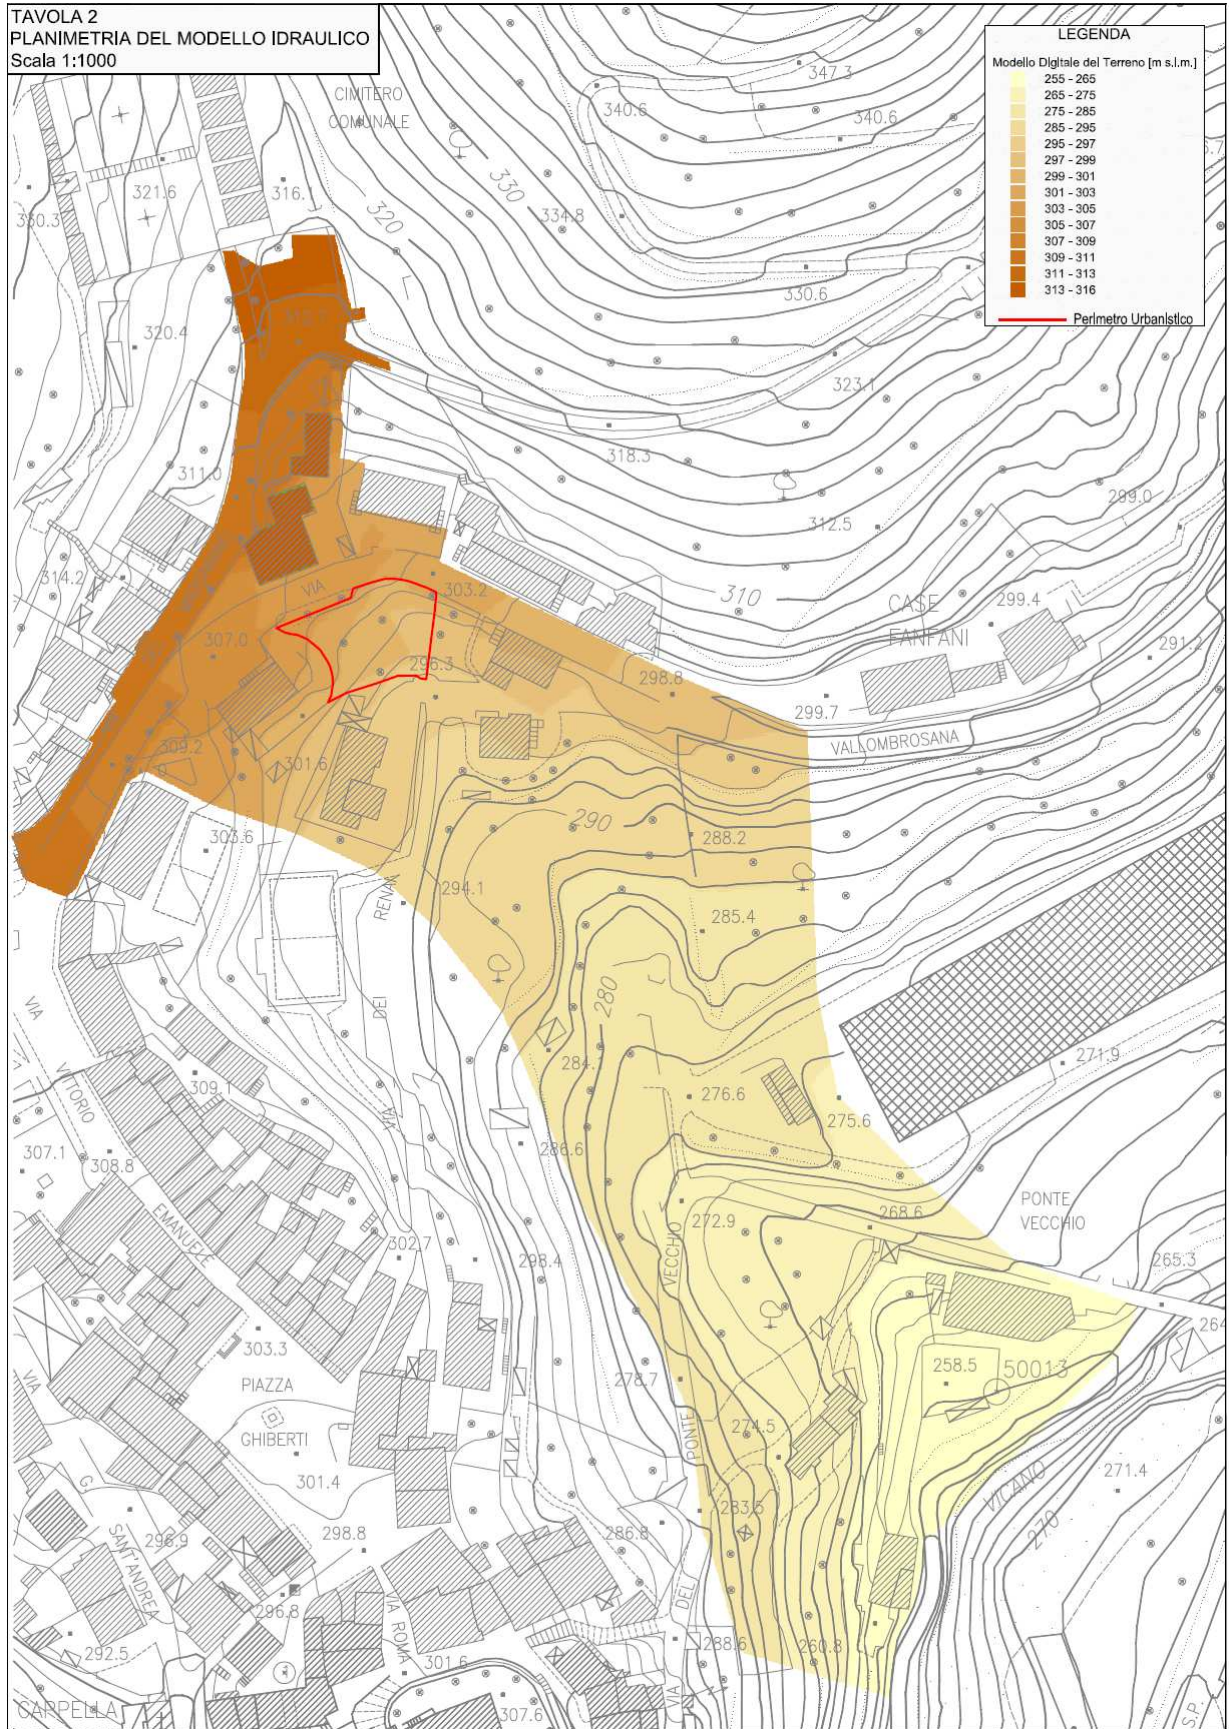 TAVOLA 2
PLANIMETRIA DEL MODELLO IDRAULICO
Scala 1:1000
LEGENDA
Modello Digitale del Terreno [m s.l.m.]
255 - 265
265 - 275
275 - 285
285 - 295
295 - 297
297 - 299
299 - 301
301 - 303
303 - 305
305 - 307
307 - 309
309 - 311
311 - 313
313 - 316
Perimetro Urbanistico
347.3
CIMITERO
COMUNALE
340.6
340.6
330
321.6
316.1
320
334.8
330.3
330.6
320.4
323.1
318.3
311.0
299.0
312.5
314.2
VIA
303.2
310
CASE
FANFANI
299.4
307.0
296.3
298.8
291.2
299.7
VALLOMBROSANA
309.2
301.6
290
288.2
303.6
294.1
RENAI
285.4
280
DEI
VIA
VITTORIO
284.1
271.9
309.1
276.6
275.6
VIA
307.1
308.8
286.6
EMANUELE
PONTE
VECCHIO
268.6
272.9
302.7
298.4
VECCHIO
265.3
264
303.3
258.5
50013
PIAZZA
GHIBERTI
278.7
274.5
PONTE
VIA
301.4
VICANO
271.4
283.5
270
G.
SANT'ANDREA
296.9
298.8
286.8
DEL
296.8
VIA ROMA
288.6
260.8
292.5
301.6
VIA
CAPPELLA
307.6
S.P.